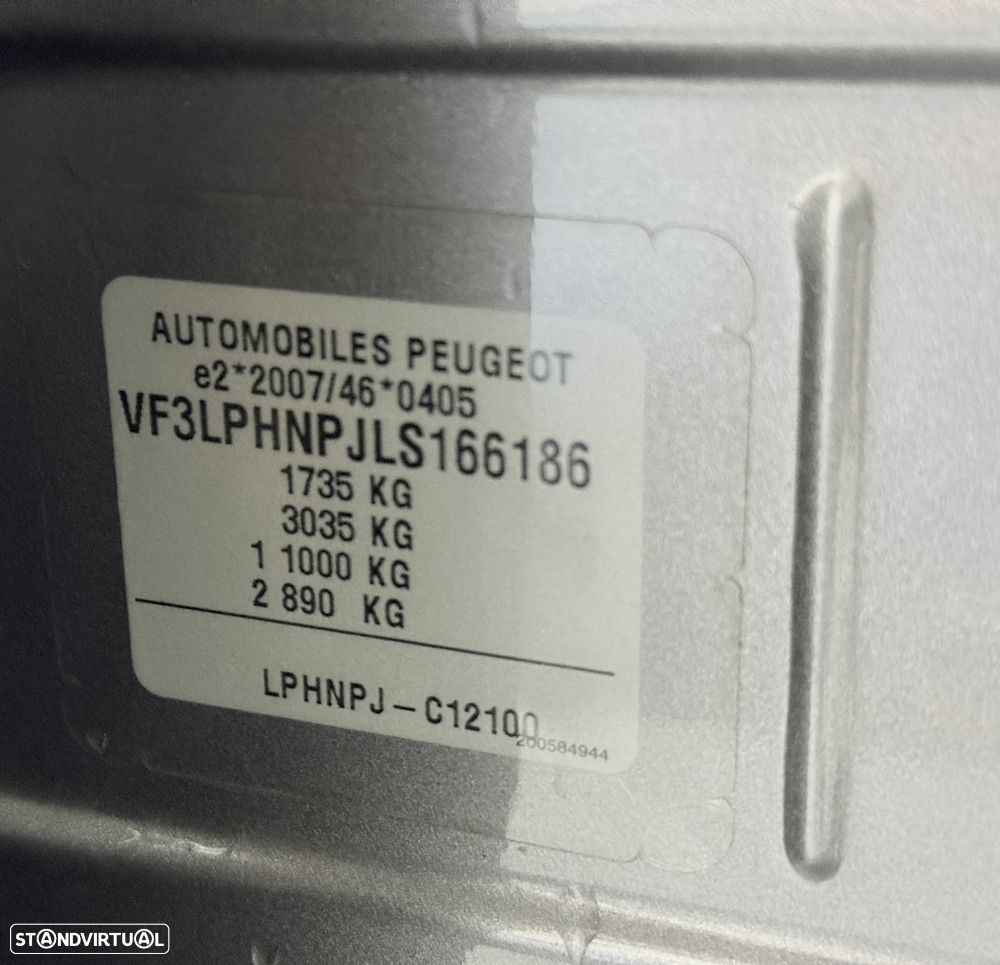 AUTOMOBILES PEUGEOT
e2*2007/46*0405
VF3LPHNPJLS166186
1735 KG
3035 KG
1 1000 KG
2 890 KG
LPHNPJ – C12100
200584944
STANDVIRTUAL